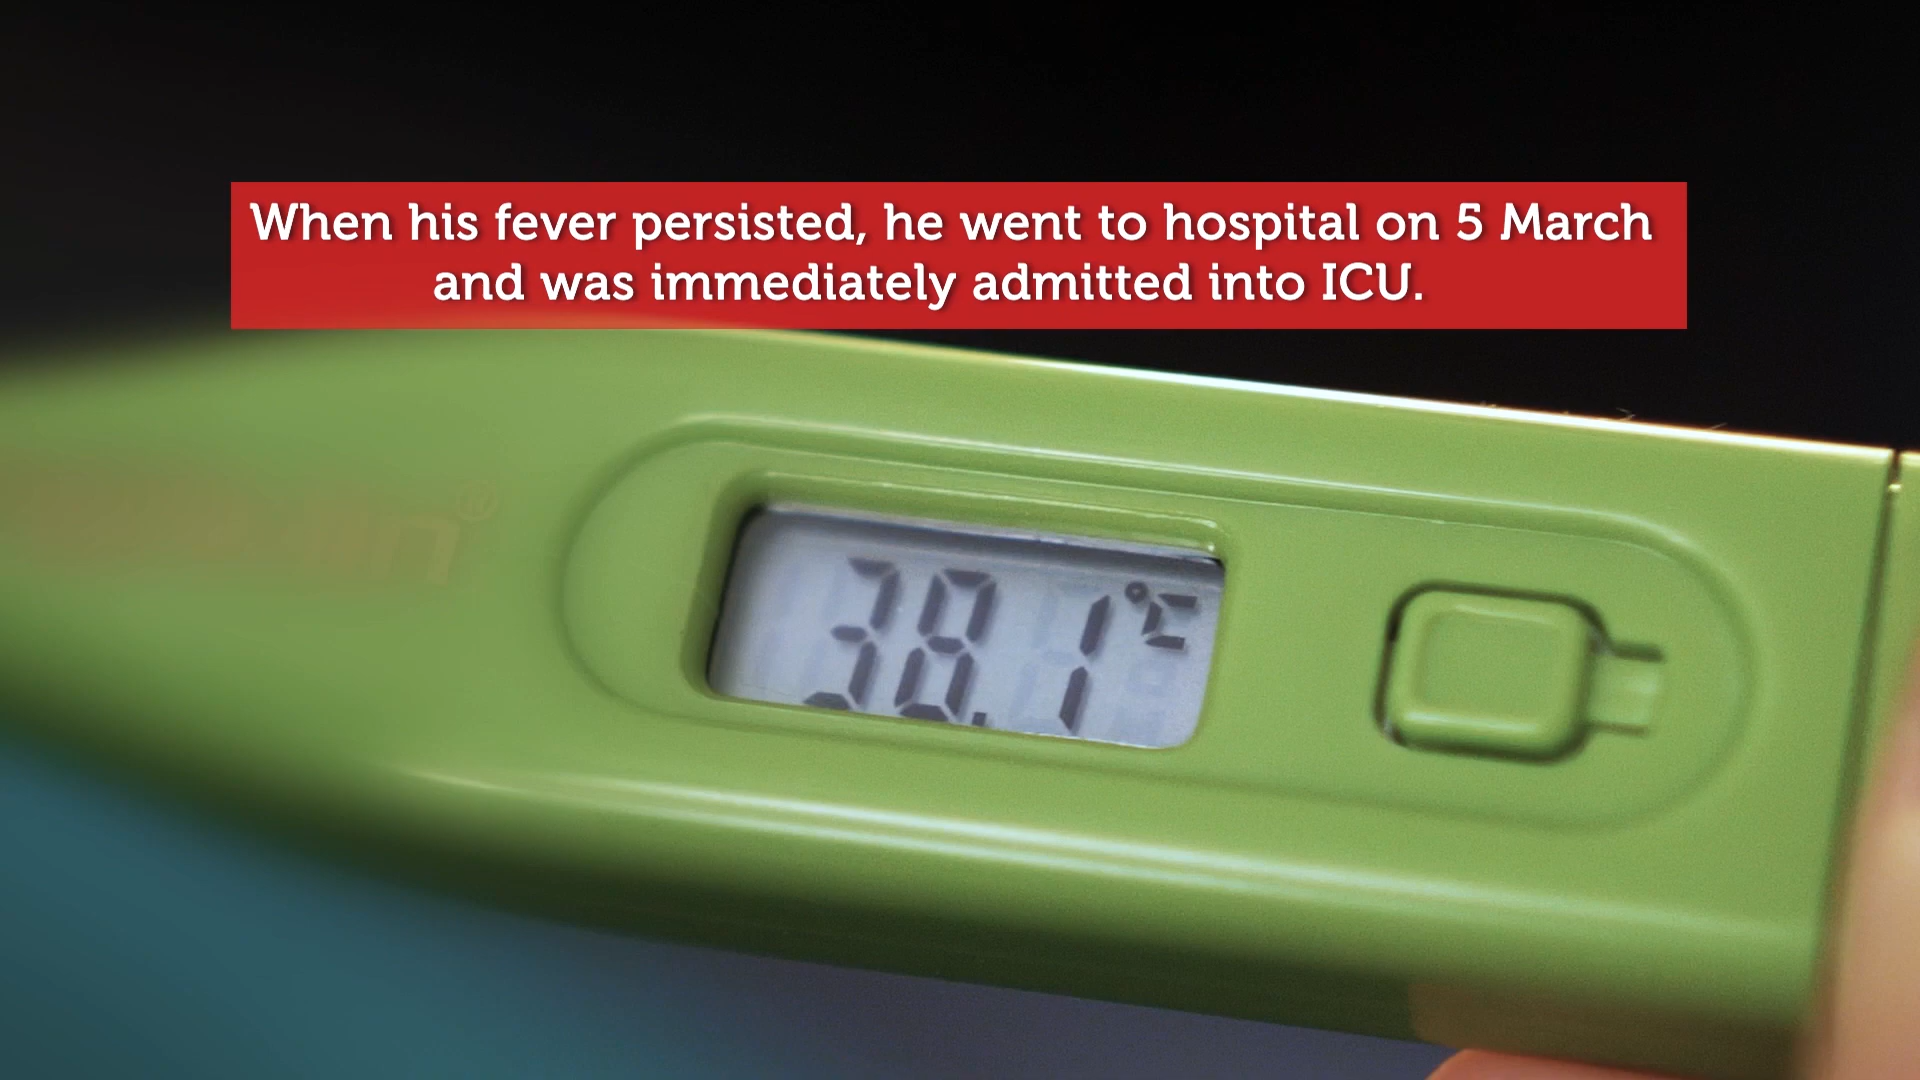 When his fever persisted, he went to hospital on 5 March
and was immediately admitted into ICU.
38.1